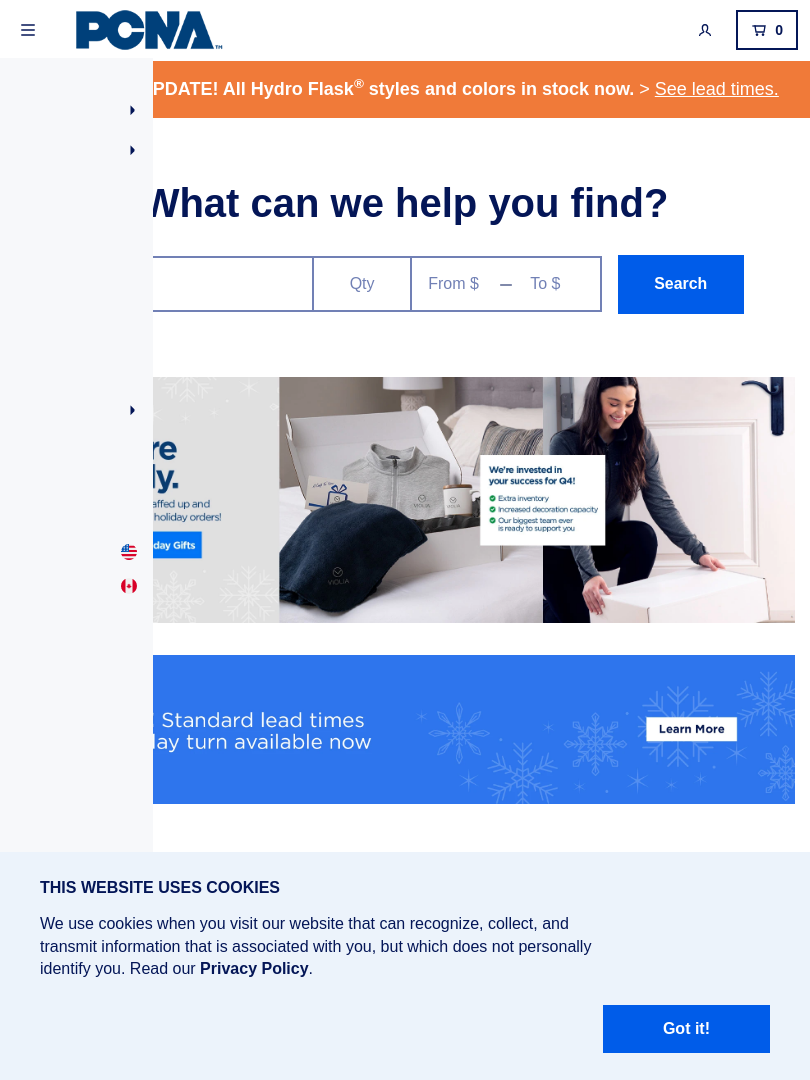 PCNA™
0
PDATE! All Hydro Flask® styles and colors in stock now. > See lead times.
What can we help you find?
Qty
From $
To $
Search
re
ly.
affed up and
holiday orders!
day Gifts
VIOLIA
We're invested in
your success for Q4!
Extra inventory
Increased decoration capacity
Our biggest team ever
is ready to support you
Standard lead times
lay turn available now
Learn More
THIS WEBSITE USES COOKIES
We use cookies when you visit our website that can recognize, collect, and
transmit information that is associated with you, but which does not personally
identify you. Read our Privacy Policy.
Got it!